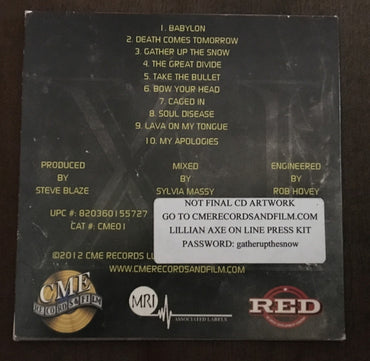 1. BABYLON
2. DEATH COMES TOMORROW
3. GATHER UP THE SNOW
4. THE GREAT DIVIDE
5. TAKE THE BULLET
6. BOW YOUR HEAD
7. CAGED IN
8. SOUL DISEASE
9. LAVA ON MY TONGUE
10. MY APOLOGIES
PRODUCED
BY
STEVE BLAZE
MIXED
BY
SYLVIA MASSY
ENGINEERED
BY
ROB HOVEY
UPC #: 820360155727
CAT #: CME01
NOT FINAL CD ARTWORK
GO TO CMERECORDSANDFILM.COM
LILLIAN AXE ON LINE PRESS KIT
PASSWORD: gatherupthesnow
©2012 CME RECORDS
WWW.CMERECORDSANDFILM.COM
CME
RECORDS & FILM
MRI
ASSOCIATED LABELS
RED